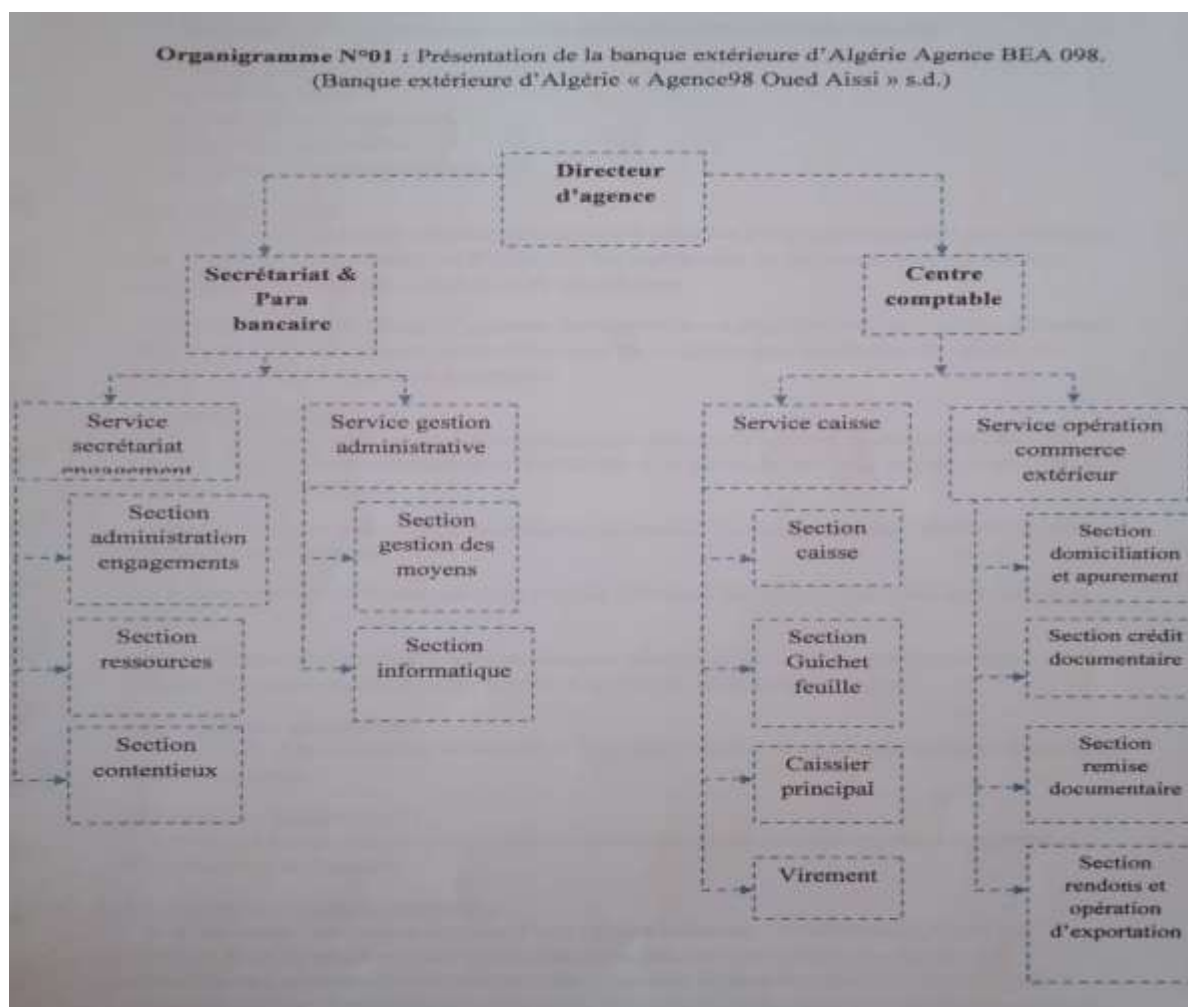 Organigramme N°01 : Présentation de la banque extérieure d'Algérie Agence BEA 098.
(Banque extérieure d'Algérie « Agence98 Oued Aissi » s.d.)
Directeur
d'agence
Secrétariat &
Para
bancaire
Centre
comptable
Service
secrétariat
engagement
Service gestion
administrative
Service caisse
Service opération
commerce
extérieur
Section
administration
engagements
Section
ressources
Section
contentieux
Section
gestion des
moyens
Section
informatique
Section
caisse
Section
Guichet
feuille
Caissier
principal
Virement
Section
domiciliation
et apurement
Section crédit
documentaire
Section
remise
documentaire
Section
rendons et
opération
d'exportation